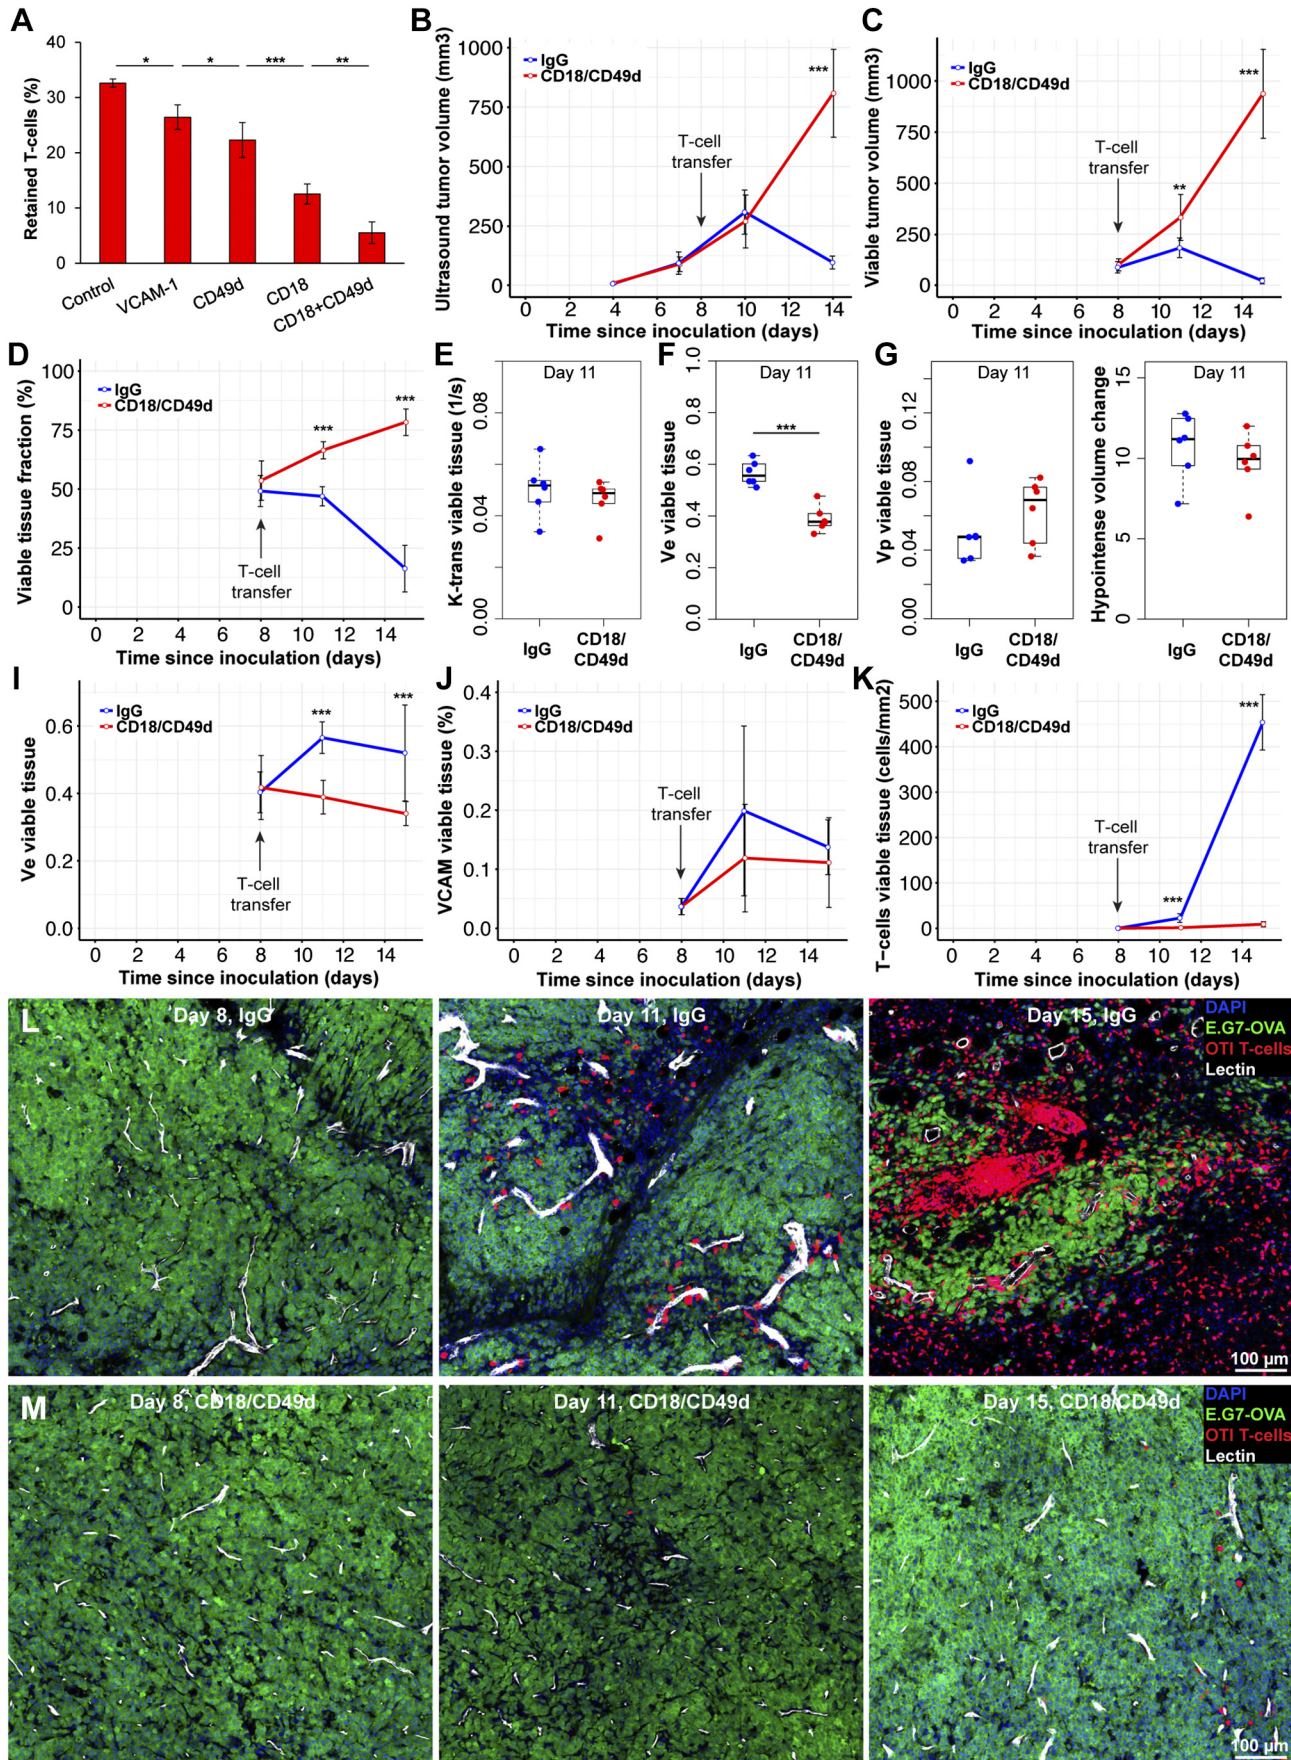 A
Retained T-cells (%)
40
30
20
10
0
*
*
***
**
Control
VCAM-1
CD49d
CD18
CD18+CD49d
B
Ultrasound tumor volume (mm3)
1000
750
500
250
0
IgG
CD18/CD49d
T-cell
transfer
***
0 2 4 6 8 10 12 14
Time since inoculation (days)
C
Viable tumor volume (mm3)
1000
750
500
250
0
IgG
CD18/CD49d
T-cell
transfer
**
***
0 2 4 6 8 10 12 14
Time since inoculation (days)
D
Viable tissue fraction (%)
100
75
50
25
0
IgG
CD18/CD49d
***
***
T-cell
transfer
0 2 4 6 8 10 12 14
Time since inoculation (days)
E
K-trans viable tissue (1/s)
0.08
0.04
0.00
Day 11
IgG
CD18/
CD49d
F
Ve viable tissue
1.0
0.8
0.6
0.4
0.2
0.0
Day 11
***
IgG
CD18/
CD49d
G
Vp viable tissue
0.12
0.08
0.04
0.00
Day 11
IgG
CD18/
CD49d
Hypointense volume change
15
10
5
0
Day 11
IgG
CD18/
CD49d
I
Ve viable tissue
0.6
0.4
0.2
0.0
IgG
CD18/CD49d
***
***
T-cell
transfer
0 2 4 6 8 10 12 14
Time since inoculation (days)
J
VCAM viable tissue (%)
0.4
0.3
0.2
0.1
0.0
IgG
CD18/CD49d
T-cell
transfer
0 2 4 6 8 10 12 14
Time since inoculation (days)
K
T-cells viable tissue (cells/mm2)
500
400
300
200
100
0
IgG
CD18/CD49d
T-cell
transfer
***
***
0 2 4 6 8 10 12 14
Time since inoculation (days)
L
Day 8, IgG
Day 11, IgG
Day 15, IgG
DAPI
E.G7-OVA
OTI T-cells
Lectin
100 µm
M
Day 8, CD18/CD49d
Day 11, CD18/CD49d
Day 15, CD18/CD49d
DAPI
E.G7-OVA
OTI T-cells
Lectin
100 µm